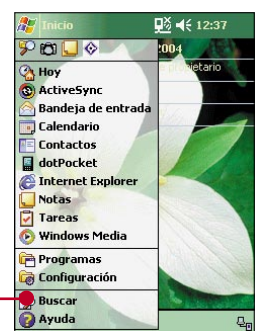 Inicio 12:37
2004
propietario
Hoy
ActiveSync
Bandeja de entrada
Calendario
Contactos
dotPocket
Internet Explorer
Notas
Tareas
Windows Media
Programas
Configuración
Buscar
Ayuda